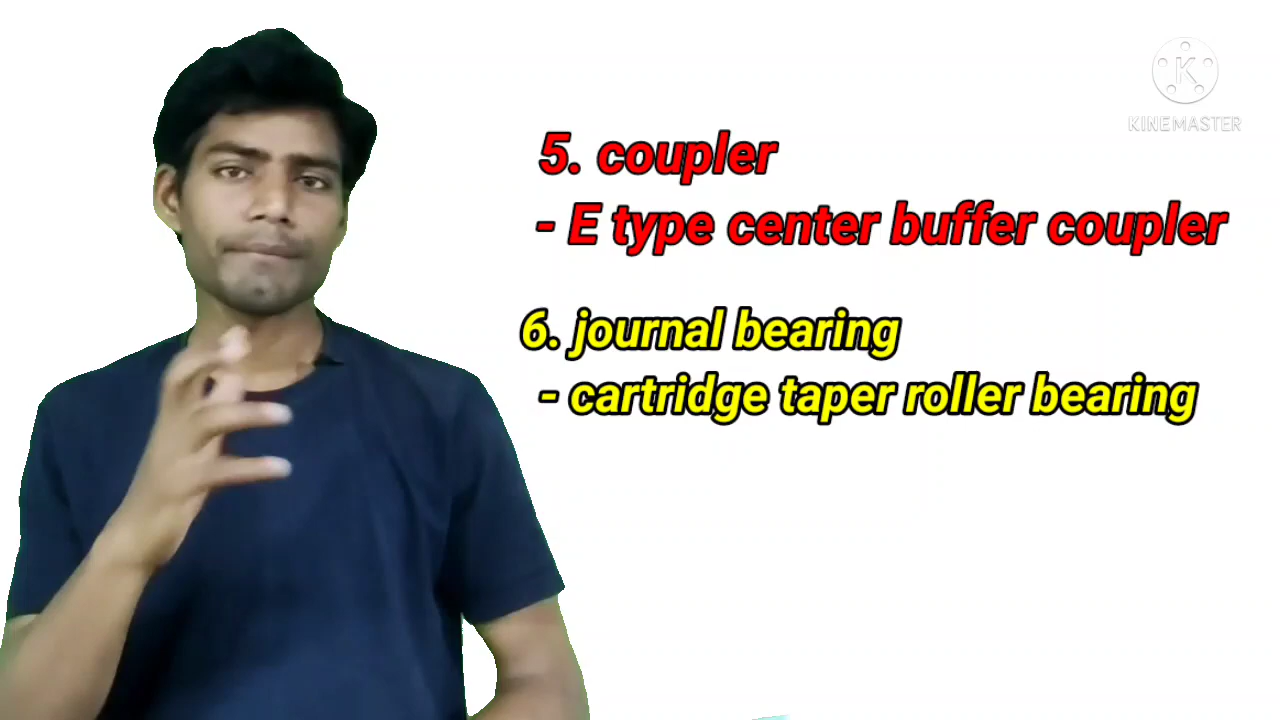 KINEMASTER
5. coupler
- E type center buffer coupler
6. journal bearing
- cartridge taper roller bearing